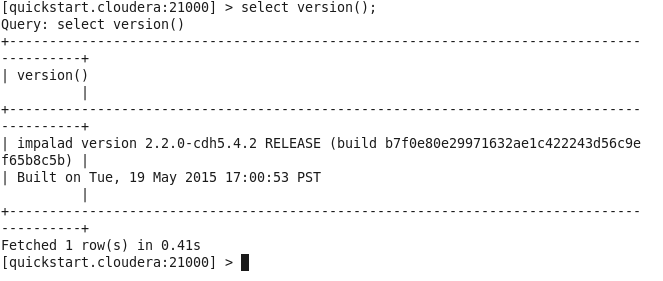 [quickstart.cloudera:21000] > select version();
Query: select version()
+-------------------------------------------------------------------------------
----------+
| version()
          |
+-------------------------------------------------------------------------------
----------+
| impalad version 2.2.0-cdh5.4.2 RELEASE (build b7f0e80e29971632ae1c422243d56c9e
f65b8c5b) |
| Built on Tue, 19 May 2015 17:00:53 PST
          |
+-------------------------------------------------------------------------------
----------+
Fetched 1 row(s) in 0.41s
[quickstart.cloudera:21000] >